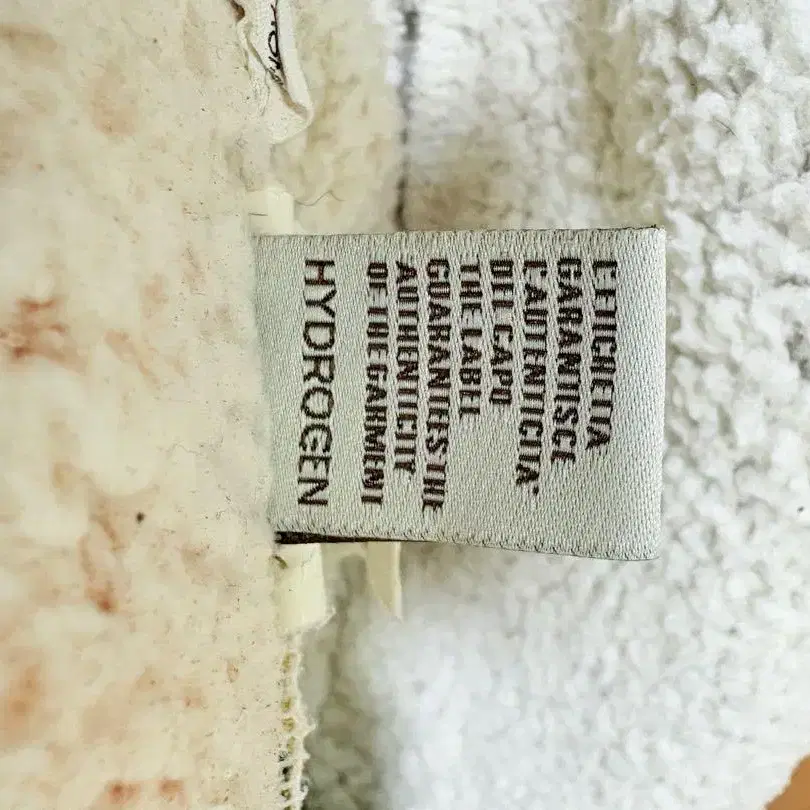 L'ETICHETTA
GARANTISCE
L'AUTENTICITA'
DEL CAPO
THE LABEL
GUARANTEES THE
AUTHENTICITY
OF THE GARMENT
HYDROGEN